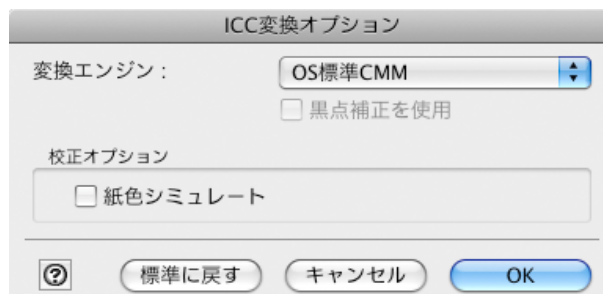 ICC変換オプション
変換エンジン： OS標準CMM
黒点補正を使用
校正オプション
紙色シミュレート
? 標準に戻す キャンセル OK